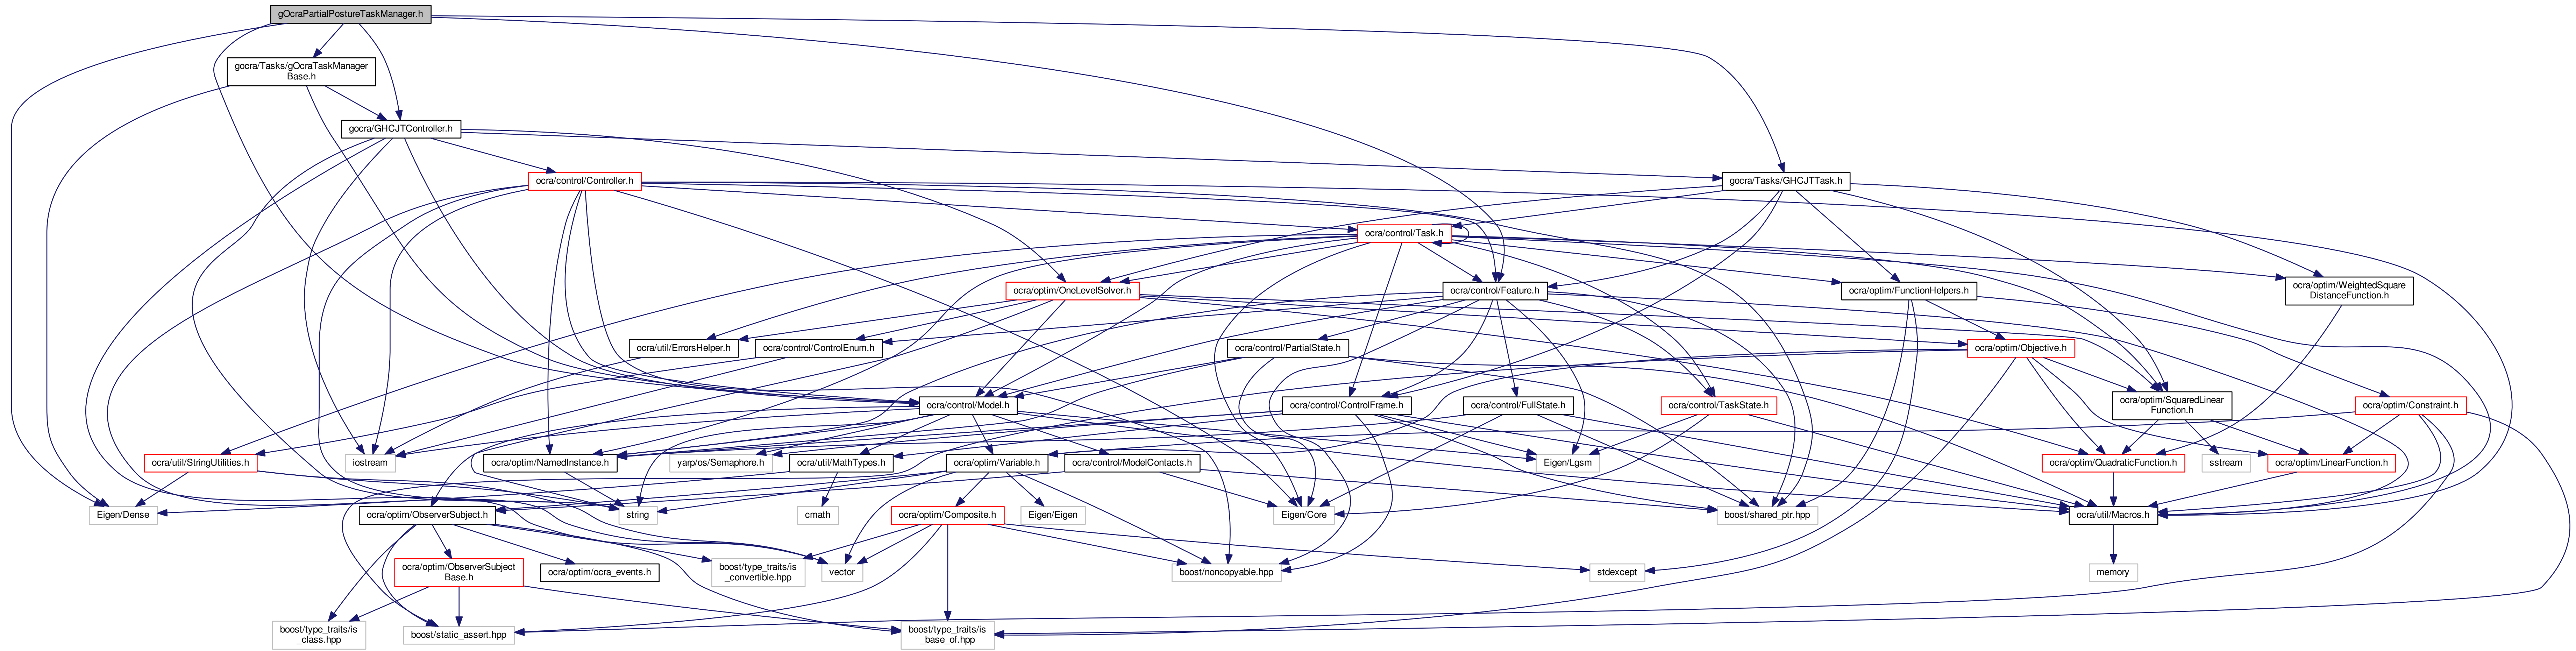 gOcraPartialPostureTaskManager.h
gocra/Tasks/gOcraTaskManager
Base.h
gocra/GHCJTController.h
ocra/control/Controller.h
gocra/Tasks/GHCJTTask.h
ocra/control/Task.h
ocra/optim/OneLevelSolver.h
ocra/control/Feature.h
ocra/optim/FunctionHelpers.h
ocra/optim/WeightedSquare
DistanceFunction.h
ocra/util/ErrorsHelper.h
ocra/control/ControlEnum.h
ocra/control/PartialState.h
ocra/optim/Objective.h
ocra/control/Model.h
ocra/control/ControlFrame.h
ocra/control/FullState.h
ocra/control/TaskState.h
ocra/optim/SquaredLinear
Function.h
ocra/optim/Constraint.h
ocra/util/StringUtilities.h
iostream
ocra/optim/NamedInstance.h
yarp/os/Semaphore.h
ocra/util/MathTypes.h
ocra/optim/Variable.h
ocra/control/ModelContacts.h
Eigen/Lgsm
ocra/optim/QuadraticFunction.h
sstream
ocra/optim/LinearFunction.h
Eigen/Dense
ocra/optim/ObserverSubject.h
string
cmath
ocra/optim/Composite.h
Eigen/Eigen
Eigen/Core
boost/shared_ptr.hpp
ocra/util/Macros.h
ocra/optim/ObserverSubject
Base.h
ocra/optim/ocra_events.h
boost/type_traits/is
_convertible.hpp
vector
boost/noncopyable.hpp
stdexcept
memory
boost/type_traits/is
_class.hpp
boost/static_assert.hpp
boost/type_traits/is
_base_of.hpp